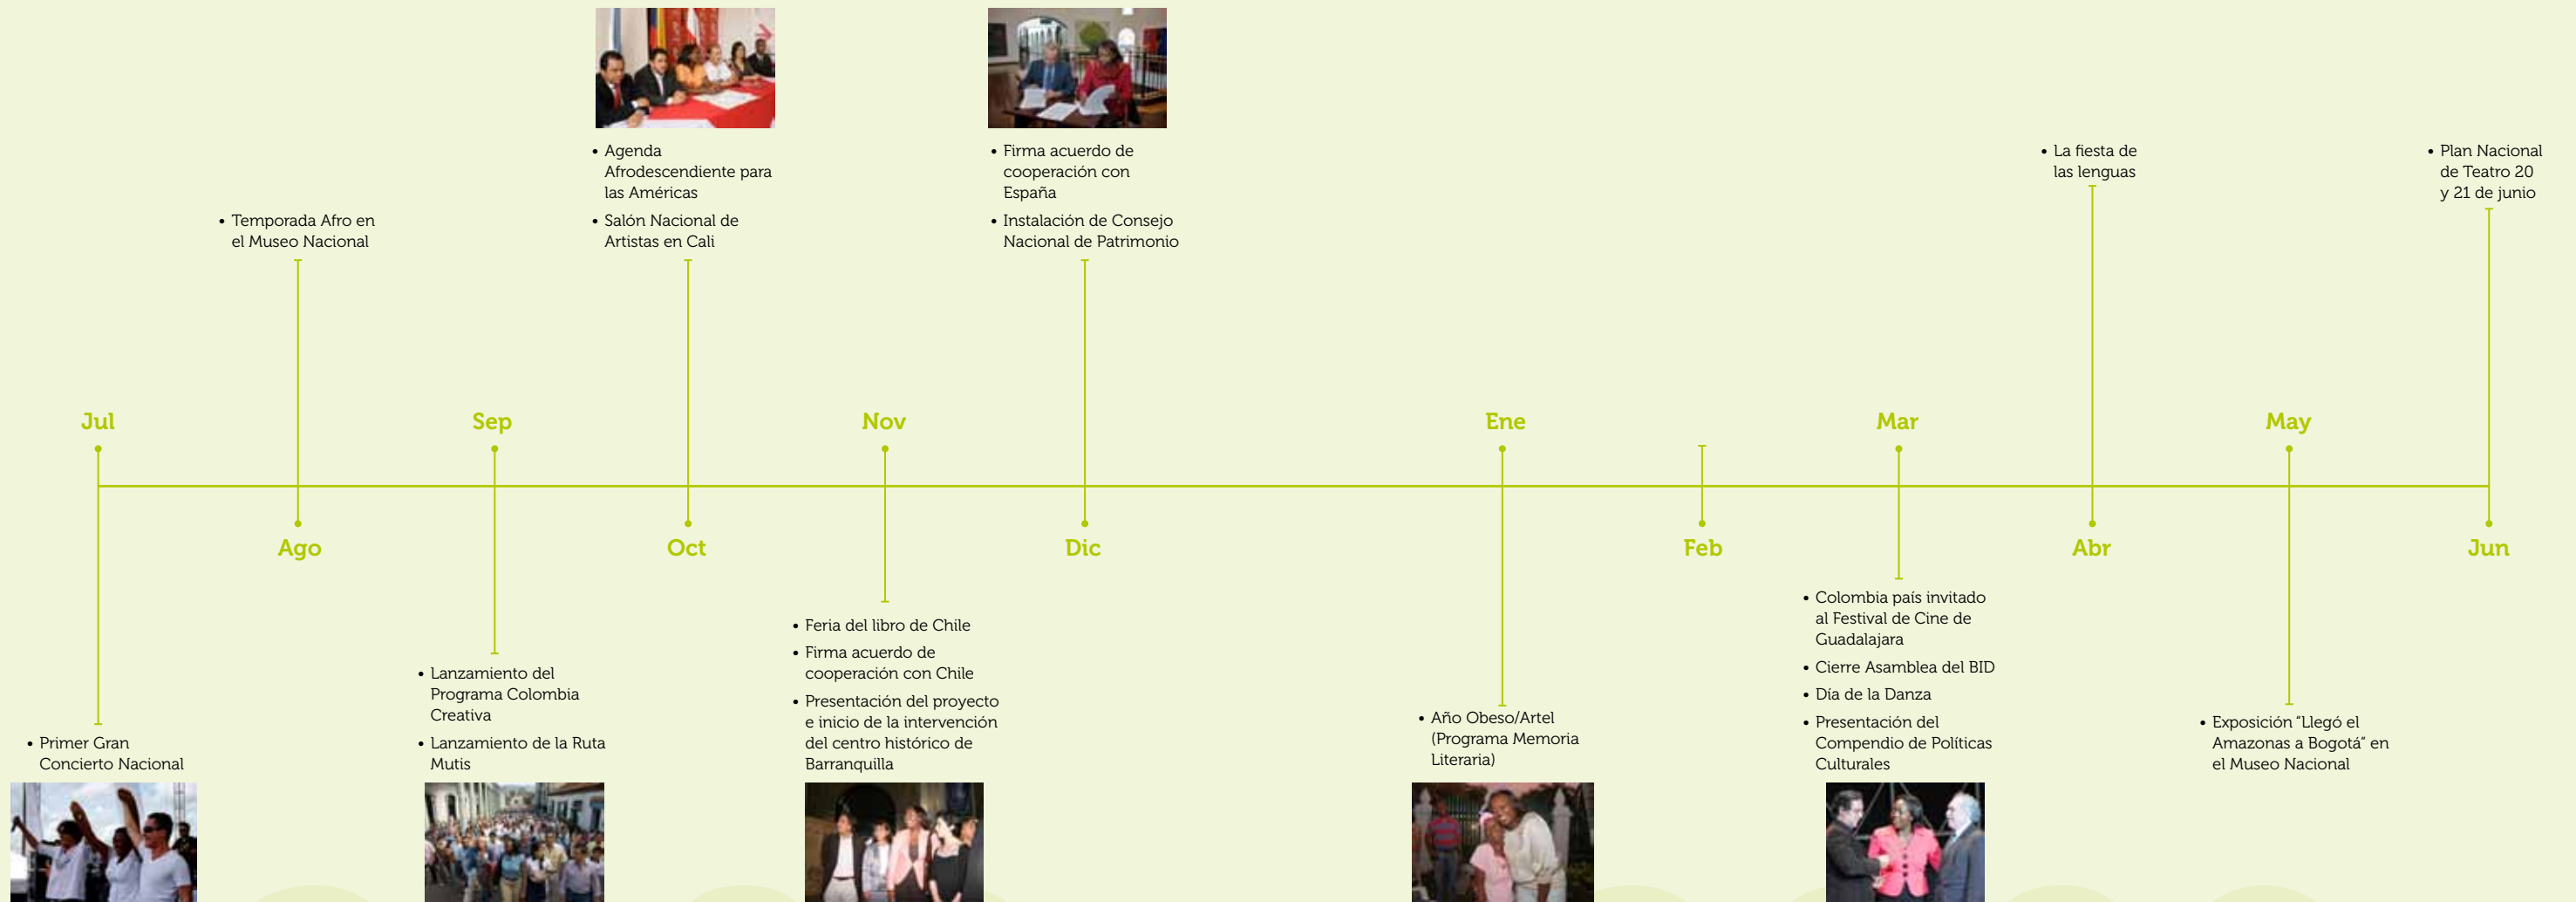 • Agenda
Afrodescendiente para
las Américas
• Salón Nacional de
Artistas en Cali
• Firma acuerdo de
cooperación con
España
• Instalación de Consejo
Nacional de Patrimonio
• La fiesta de
las lenguas
• Plan Nacional
de Teatro 20
y 21 de junio
• Temporada Afro en
el Museo Nacional
Jul
Sep
Nov
Ene
Mar
May
Ago
Oct
Dic
Feb
Abr
Jun
• Primer Gran
Concierto Nacional
• Lanzamiento del
Programa Colombia
Creativa
• Lanzamiento de la Ruta
Mutis
• Feria del libro de Chile
• Firma acuerdo de
cooperación con Chile
• Presentación del proyecto
e inicio de la intervención
del centro histórico de
Barranquilla
• Año Obeso/Artel
(Programa Memoria
Literaria)
• Colombia país invitado
al Festival de Cine de
Guadalajara
• Cierre Asamblea del BID
• Día de la Danza
• Presentación del
Compendio de Políticas
Culturales
• Exposición “Llegó el
Amazonas a Bogotá” en
el Museo Nacional